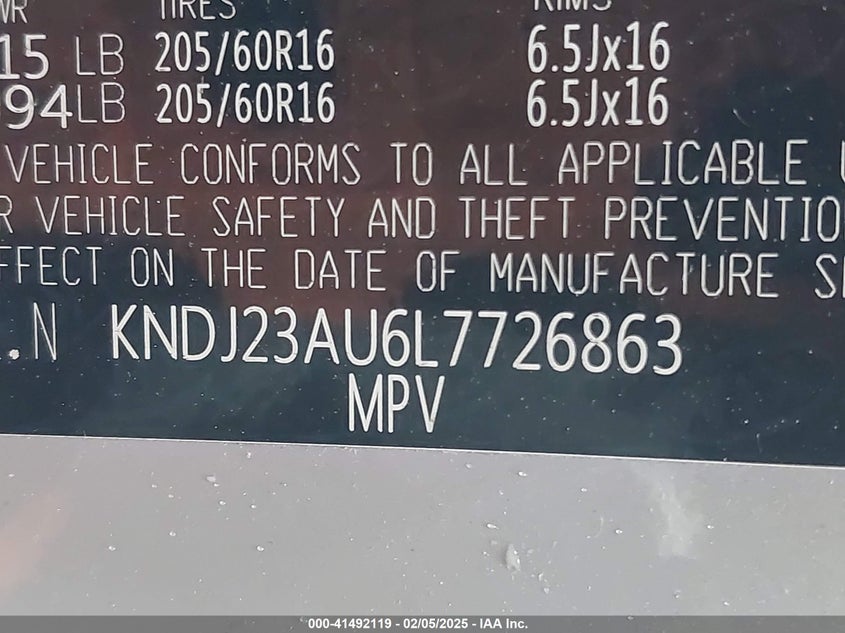 TIRES RIMS
15 LB 205/60R16 6.5Jx16
94LB 205/60R16 6.5Jx16
VEHICLE CONFORMS TO ALL APPLICABLE
R VEHICLE SAFETY AND THEFT PREVENTIO
FFECT ON THE DATE OF MANUFACTURE
.N KNDJ23AU6L7726863
MPV
000-41492119 - 02/05/2025 - IAA Inc.